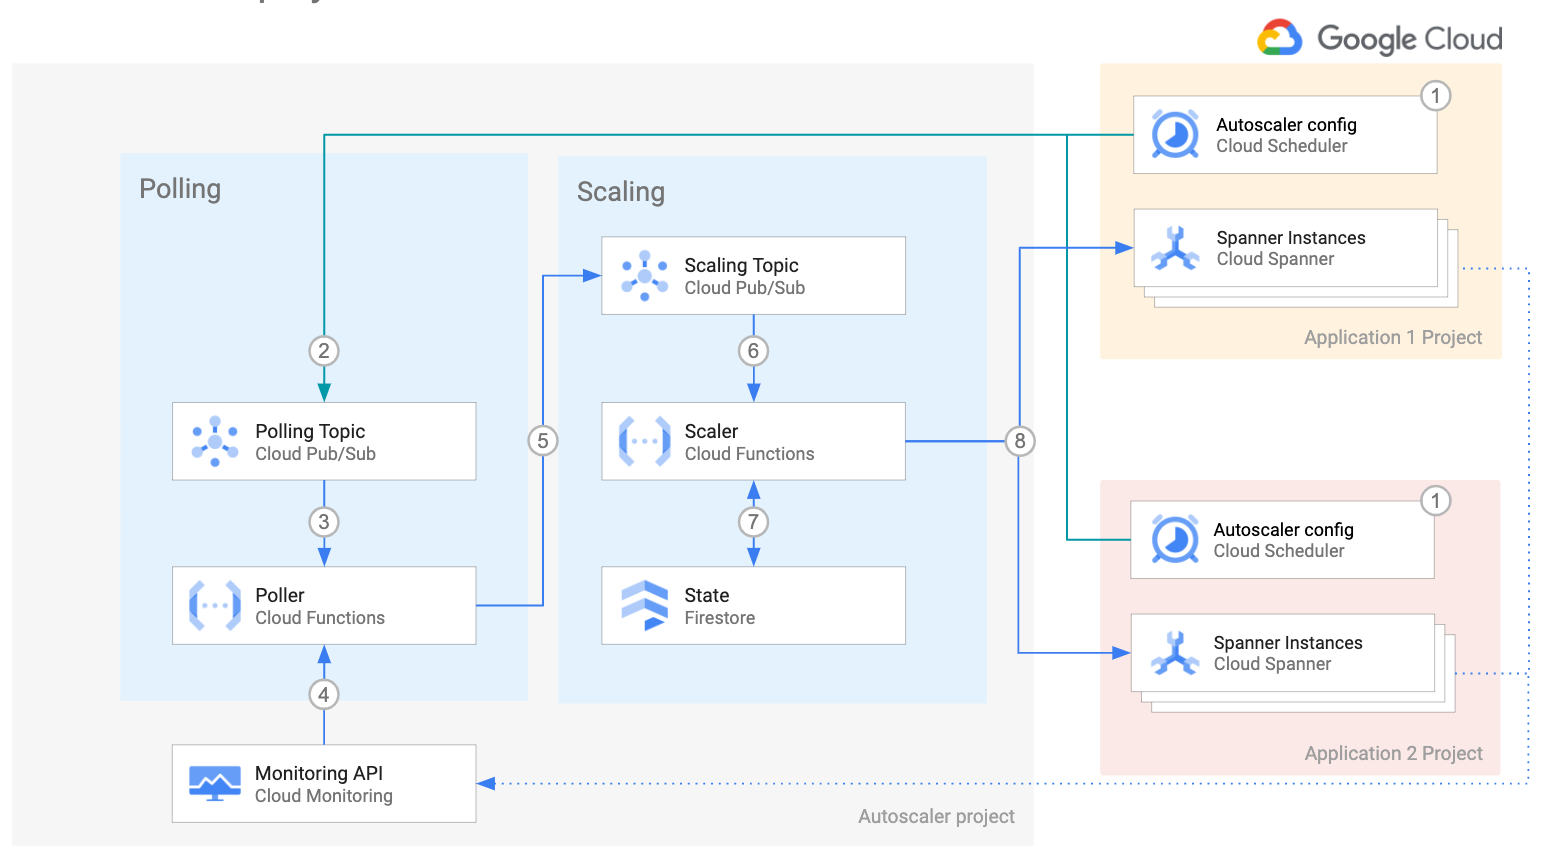 Google Cloud
1
Autoscaler config
Cloud Scheduler
Polling
Scaling
Spanner Instances
Cloud Spanner
Scaling Topic
Cloud Pub/Sub
Application 1 Project
2
6
Polling Topic
Cloud Pub/Sub
5
Scaler
Cloud Functions
8
1
Autoscaler config
Cloud Scheduler
3
7
Poller
Cloud Functions
State
Firestore
Spanner Instances
Cloud Spanner
4
Application 2 Project
Monitoring API
Cloud Monitoring
Autoscaler project